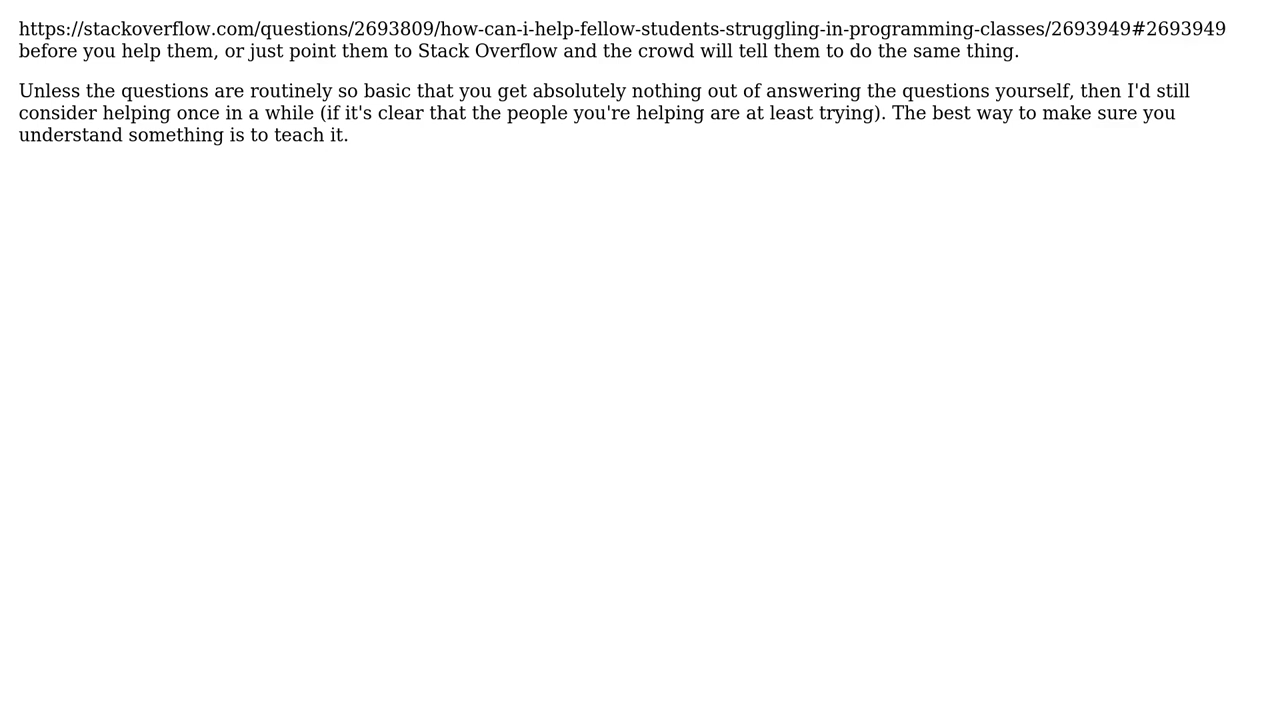 https://stackoverflow.com/questions/2693809/how-can-i-help-fellow-students-struggling-in-programming-classes/2693949#2693949
before you help them, or just point them to Stack Overflow and the crowd will tell them to do the same thing.
Unless the questions are routinely so basic that you get absolutely nothing out of answering the questions yourself, then I'd still
consider helping once in a while (if it's clear that the people you're helping are at least trying). The best way to make sure you
understand something is to teach it.